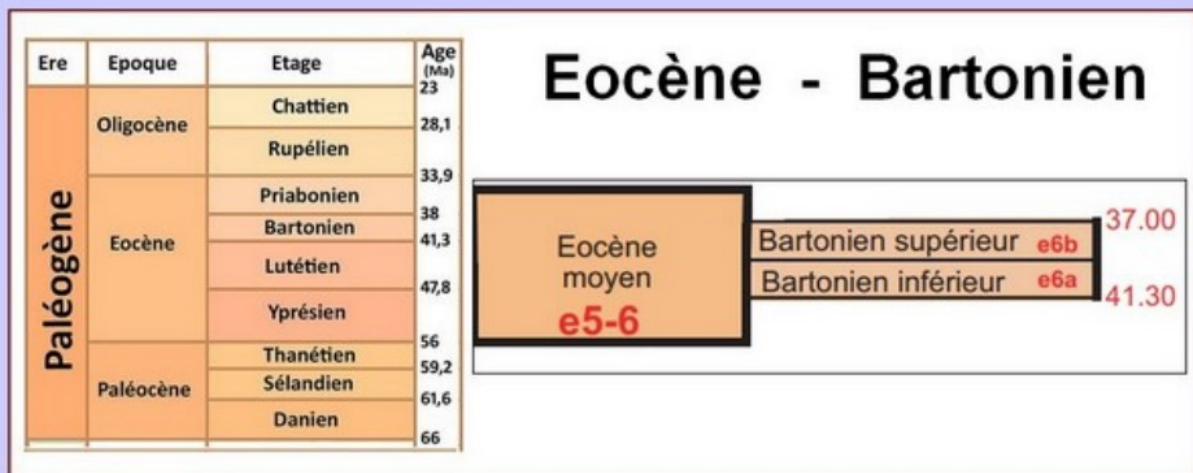 Ere Epoque Etage Age
(Ma)
23
Chattien
Oligocène
28,1
Rupélien
33,9
Priabonien
38
Bartonien
Eocène
41,3
Lutétien
47,8
Yprésien
56
Thanétien
59,2
Paléocène
Sélandien
61,6
Danien
66
Paléogène
Eocène - Bartonien
Eocène
moyen
e5-6
37.00
Bartonien supérieur e6b
Bartonien inférieur e6a
41.30